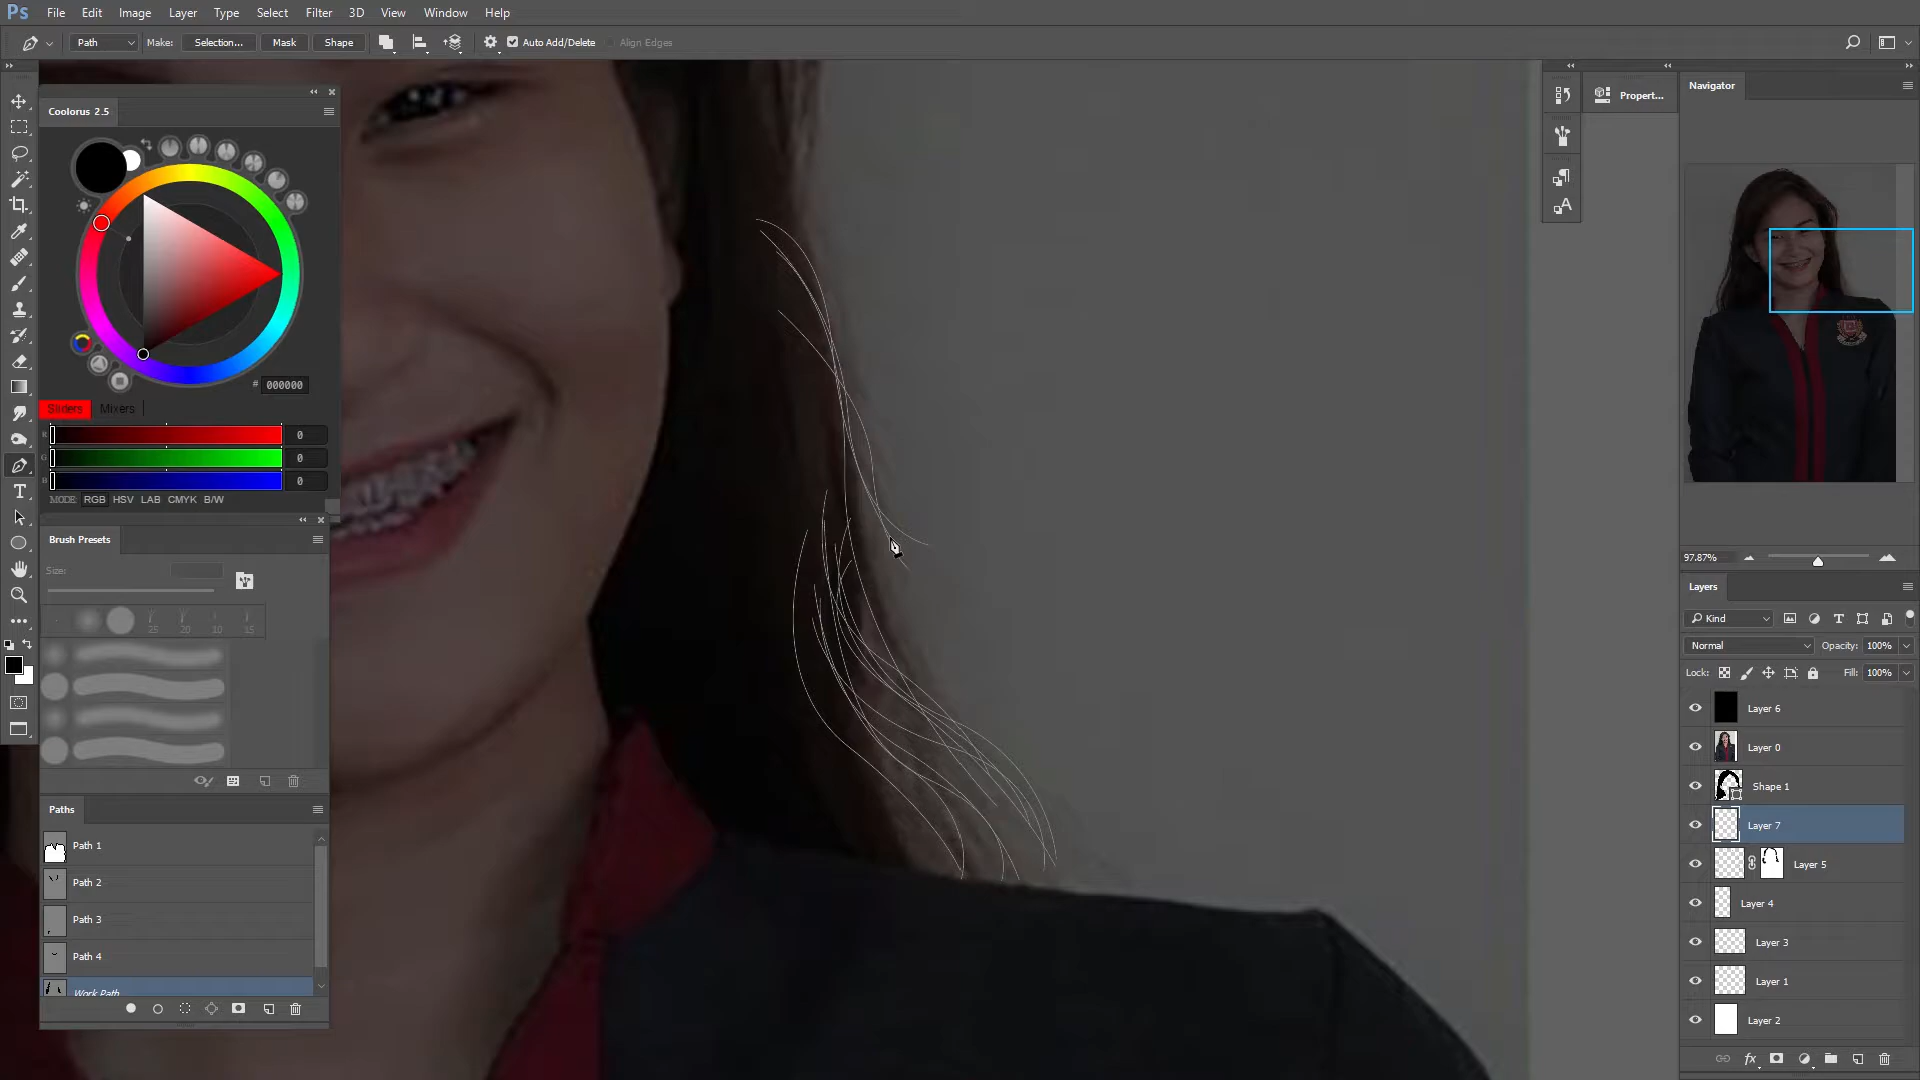 Ps File Edit Image Layer Type Select Filter 3D View Window Help
Path Make: Selection... Mask Shape Auto Add/Delete Align Edges
Coolorus 2.5
# 000000
Sliders Mixers
R 0
G 0
B 0
MODE: RGB HSV LAB CMYK B/W
Brush Presets
Size:
25 20 10 15
Paths
Path 1
Path 2
Path 3
Path 4
Work Path
Propert...
Navigator
97.87%
Layers
Kind
Normal Opacity: 100%
Lock: Fill: 100%
Layer 6
Layer 0
Shape 1
Layer 7
Layer 5
Layer 4
Layer 3
Layer 1
Layer 2